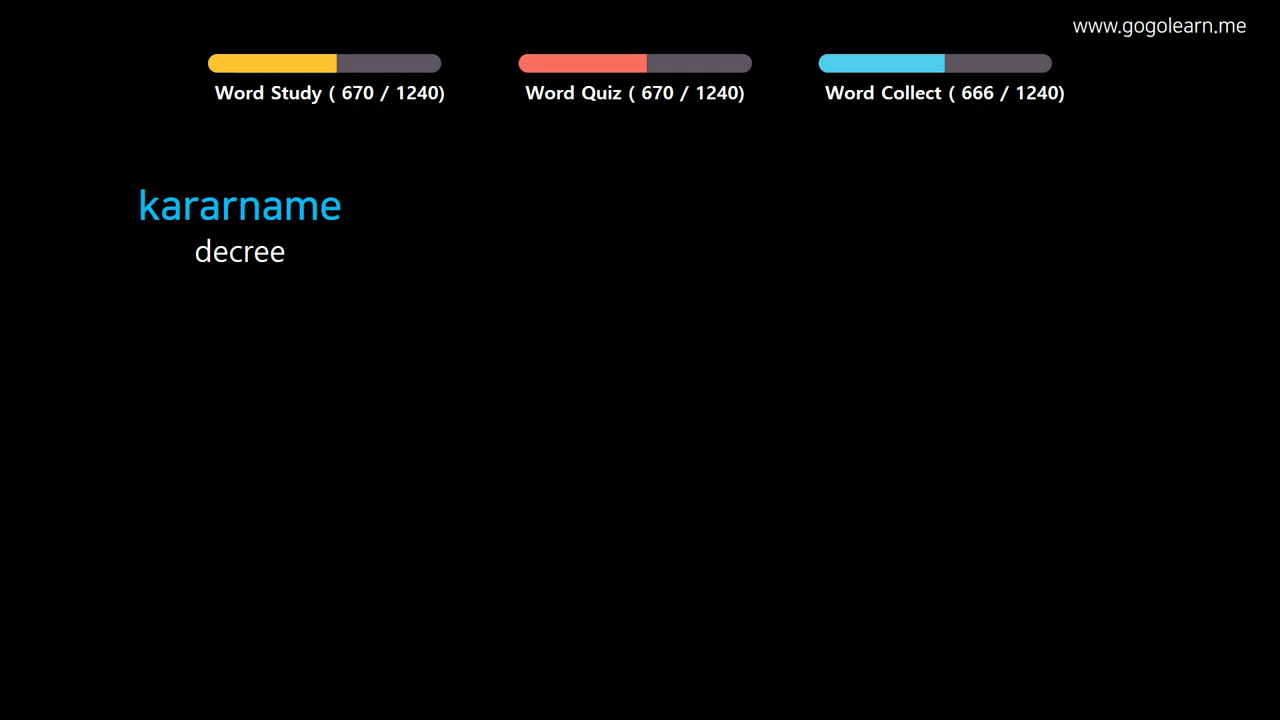 www.gogolearn.me
Word Study ( 670 / 1240)
Word Quiz ( 670 / 1240)
Word Collect ( 666 / 1240)
kararname
decree